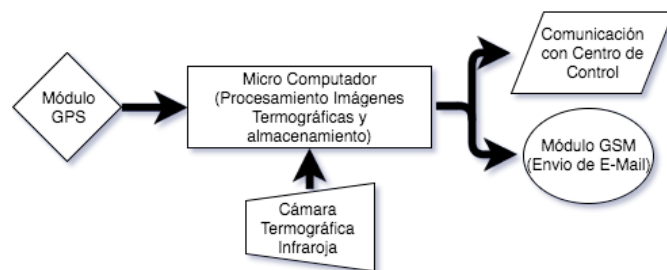 Módulo
GPS
Micro Computador
(Procesamiento Imágenes
Termográficas y
almacenamiento)
Cámara
Termográfica
Infraroja
Comunicación
con Centro de
Control
Módulo GSM
(Envio de E-Mail)